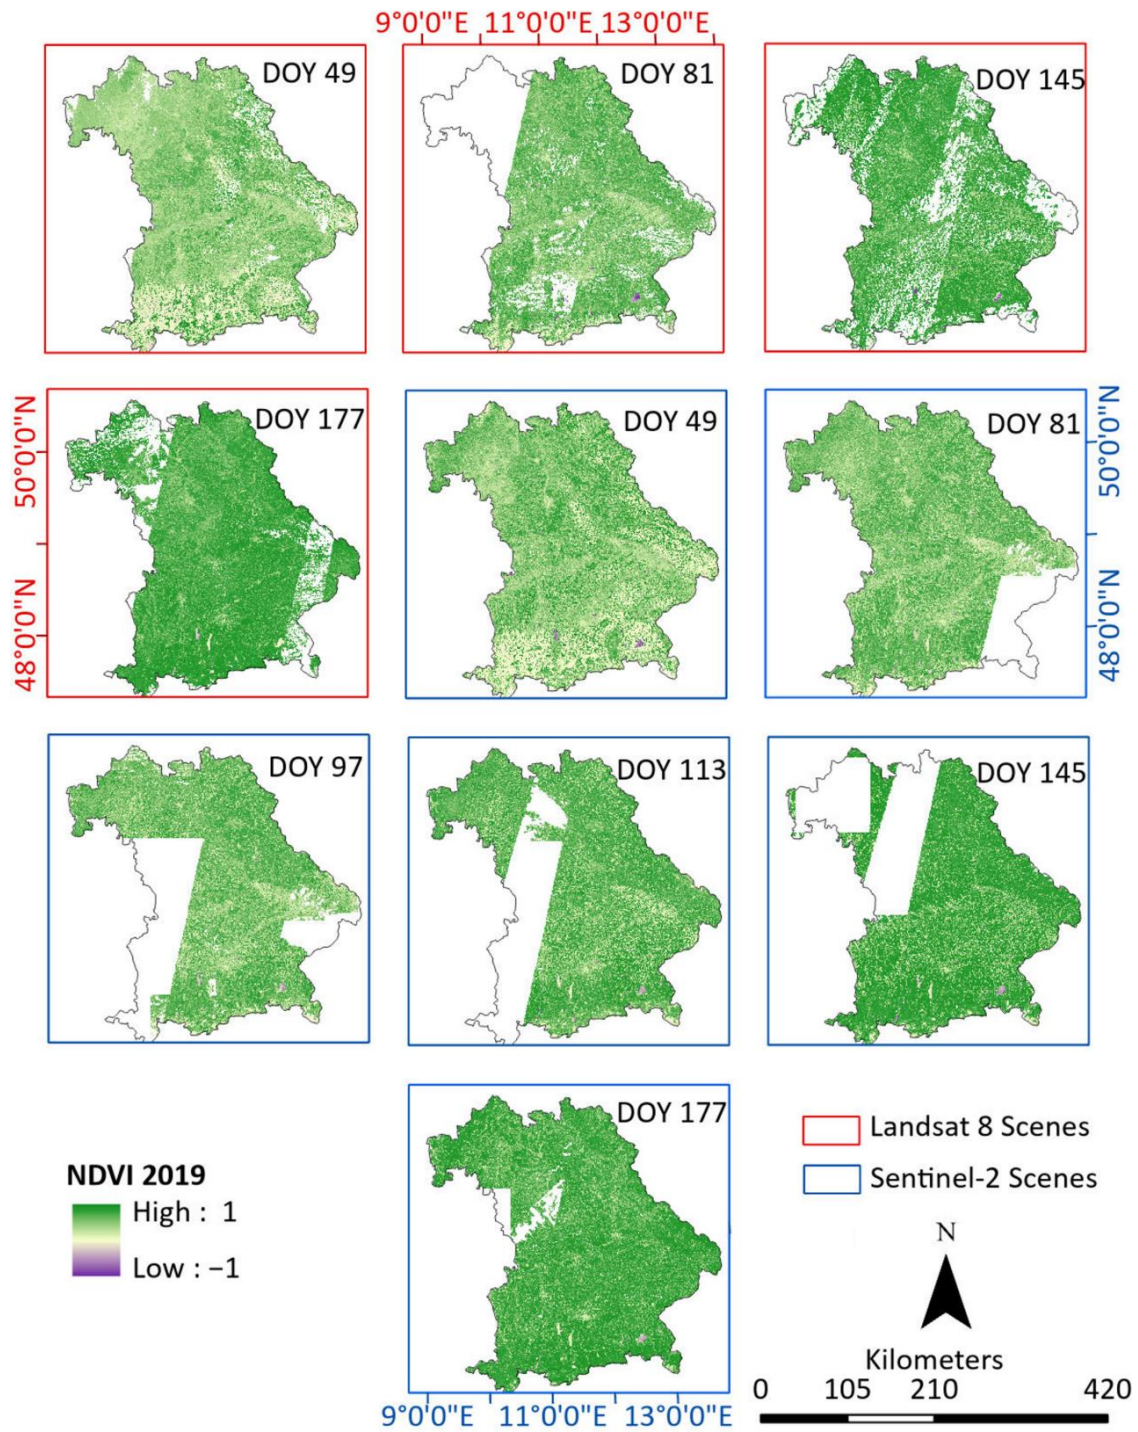 9°0'0"E 11°0'0"E 13°0'0"E
DOY 49
DOY 81
DOY 145
50°0'0"N
48°0'0"N
DOY 177
DOY 49
DOY 81
50°0'0"N
48°0'0"N
DOY 97
DOY 113
DOY 145
DOY 177
9°0'0"E 11°0'0"E 13°0'0"E
NDVI 2019
High : 1
Low : −1
Landsat 8 Scenes
Sentinel-2 Scenes
N
Kilometers
0 105 210 420